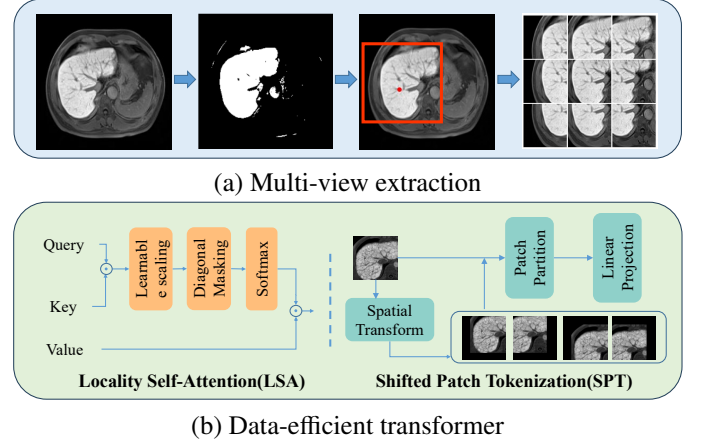 (a) Multi-view extraction
Query
Key
Value
Learnabl
e scaling
Diagonal
Masking
Softmax
Locality Self-Attention(LSA)
Spatial
Transform
Patch
Partition
Linear
Projection
Shifted Patch Tokenization(SPT)
(b) Data-efficient transformer